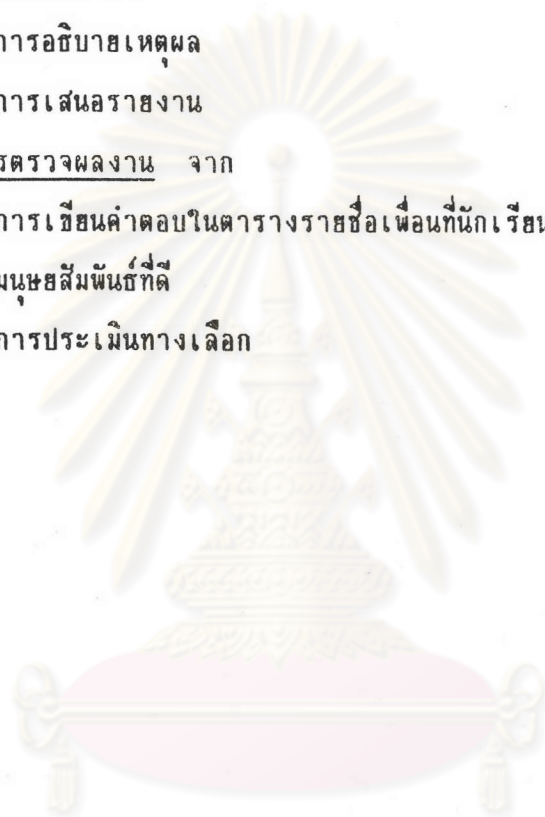 การอธิบายเหตุผล
การเสนอรายงาน
รตรวจผลงาน จาก
การเขียนคำตอบในตารางรายชื่อเพื่อนที่นักเรียน
มนุษยสัมพันธ์ที่ดี
การประเมินทางเลือก